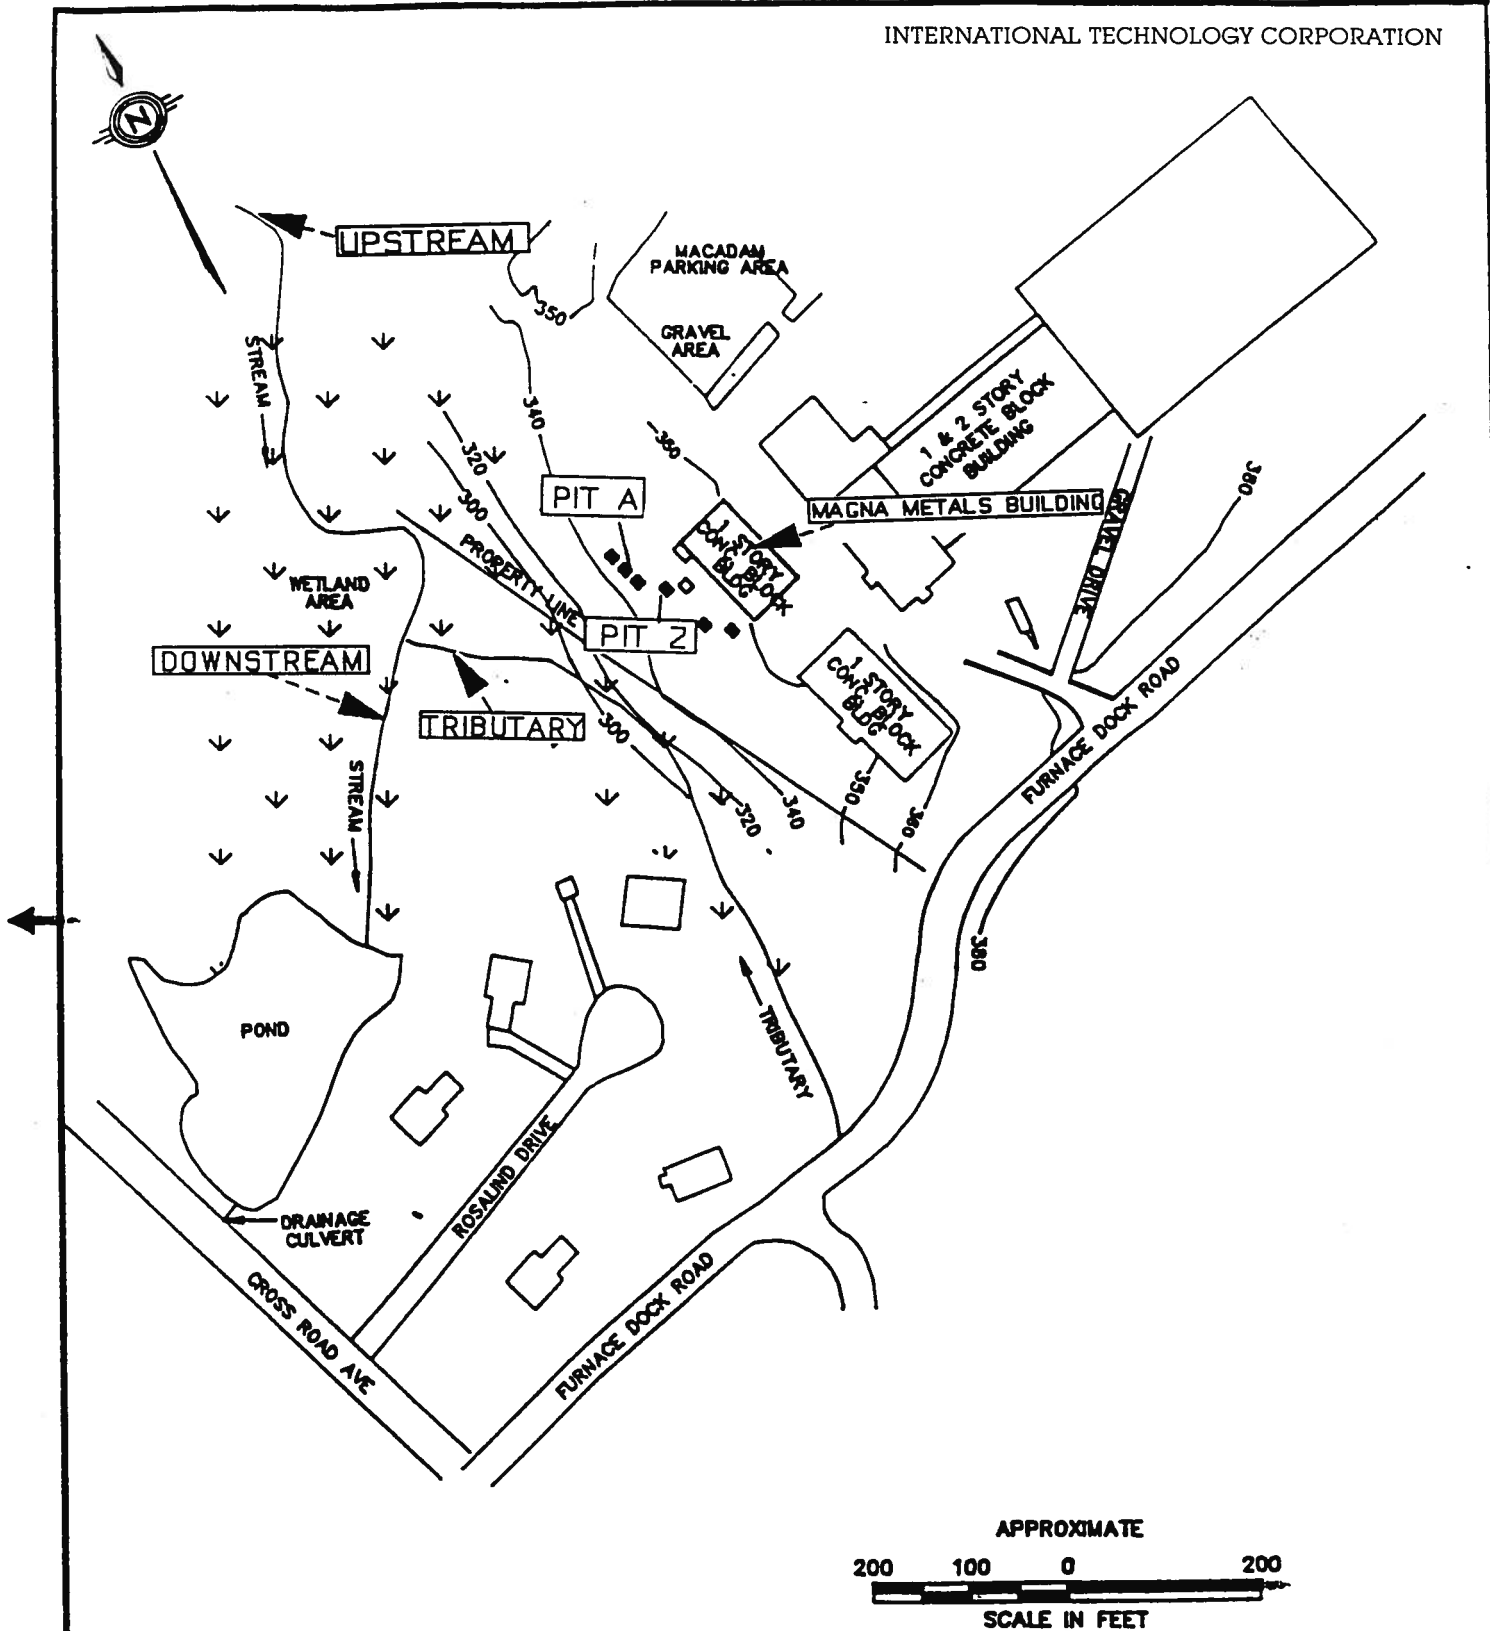 INTERNATIONAL TECHNOLOGY CORPORATION
N
UPSTREAM
MACADAM
PARKING AREA
350
GRAVEL
AREA
STREAM
340
1 & 2 STORY
CONCRETE BLOCK
BUILDING
320
350
300
PIT A
MAGNA METALS BUILDING
380
GRAVEL DRIVE
1 STORY
CONC BLOCK
BLDG
PROPERTY LINE
WETLAND
AREA
PIT 2
DOWNSTREAM
TRIBUTARY
1 STORY
CONC BLOCK
BLDG
300
FURNACE DOCK ROAD
STREAM
350
340
320
360
380
POND
TRIBUTARY
ROSALIND DRIVE
DRAINAGE
CULVERT
CROSS ROAD AVE
FURNACE DOCK ROAD
APPROXIMATE
200 100 0 200
SCALE IN FEET